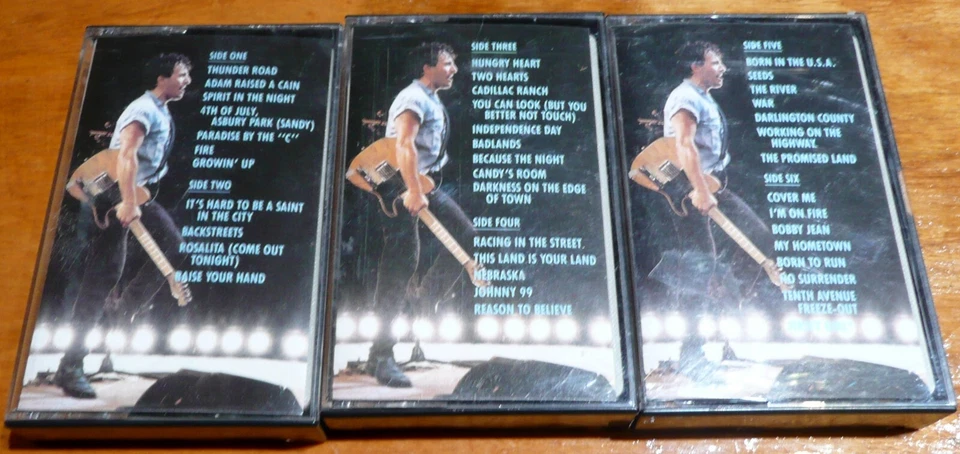 SIDE ONE
THUNDER ROAD
ADAM RAISED A CAIN
SPIRIT IN THE NIGHT
4TH OF JULY,
ASBURY PARK (SANDY)
PARADISE BY THE "C"
FIRE
GROWIN' UP
SIDE TWO
IT'S HARD TO BE A SAINT
IN THE CITY
BACKSTREETS
ROSALITA (COME OUT
TONIGHT)
RAISE YOUR HAND
SIDE THREE
HUNGRY HEART
TWO HEARTS
CADILLAC RANCH
YOU CAN LOOK (BUT YOU
BETTER NOT TOUCH)
INDEPENDENCE DAY
BADLANDS
BECAUSE THE NIGHT
CANDY'S ROOM
DARKNESS ON THE EDGE
OF TOWN
SIDE FOUR
RACING IN THE STREET
THIS LAND IS YOUR LAND
NEBRASKA
JOHNNY 99
REASON TO BELIEVE
SIDE FIVE
BORN IN THE U.S.A.
SEEDS
THE RIVER
WAR
DARLINGTON COUNTY
WORKING ON THE
HIGHWAY
THE PROMISED LAND
SIDE SIX
COVER ME
I'M ON FIRE
BOBBY JEAN
MY HOMETOWN
BORN TO RUN
NO SURRENDER
TENTH AVENUE
FREEZE-OUT